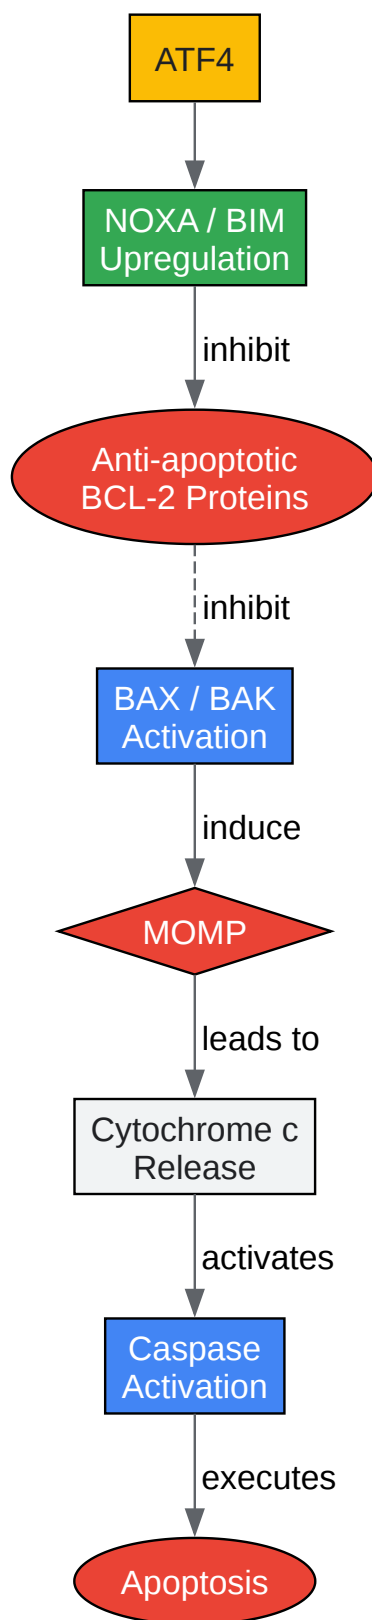 ATF4
NOXA / BIM
Upregulation
inhibit
Anti-apoptotic
BCL-2 Proteins
inhibit
BAX / BAK
Activation
induce
MOMP
leads to
Cytochrome c
Release
activates
Caspase
Activation
executes
Apoptosis